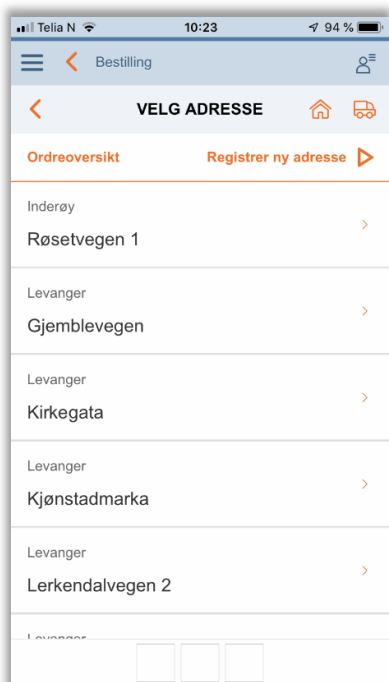 Telia N 10:23 94 %
Bestilling
VELG ADRESSE
Ordreoversikt Registrer ny adresse
Inderøy
Røsetvegen 1
Levanger
Gjemblevegen
Levanger
Kirkegata
Levanger
Kjønstadmarka
Levanger
Lerkendalvegen 2
Levanger